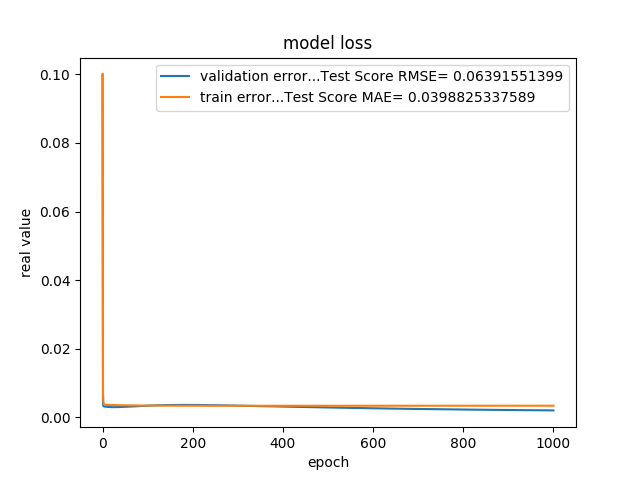 model loss
validation error...Test Score RMSE= 0.06391551399
train error...Test Score MAE= 0.0398825337589
real value
0.10
0.08
0.06
0.04
0.02
0.00
0 200 400 600 800 1000
epoch